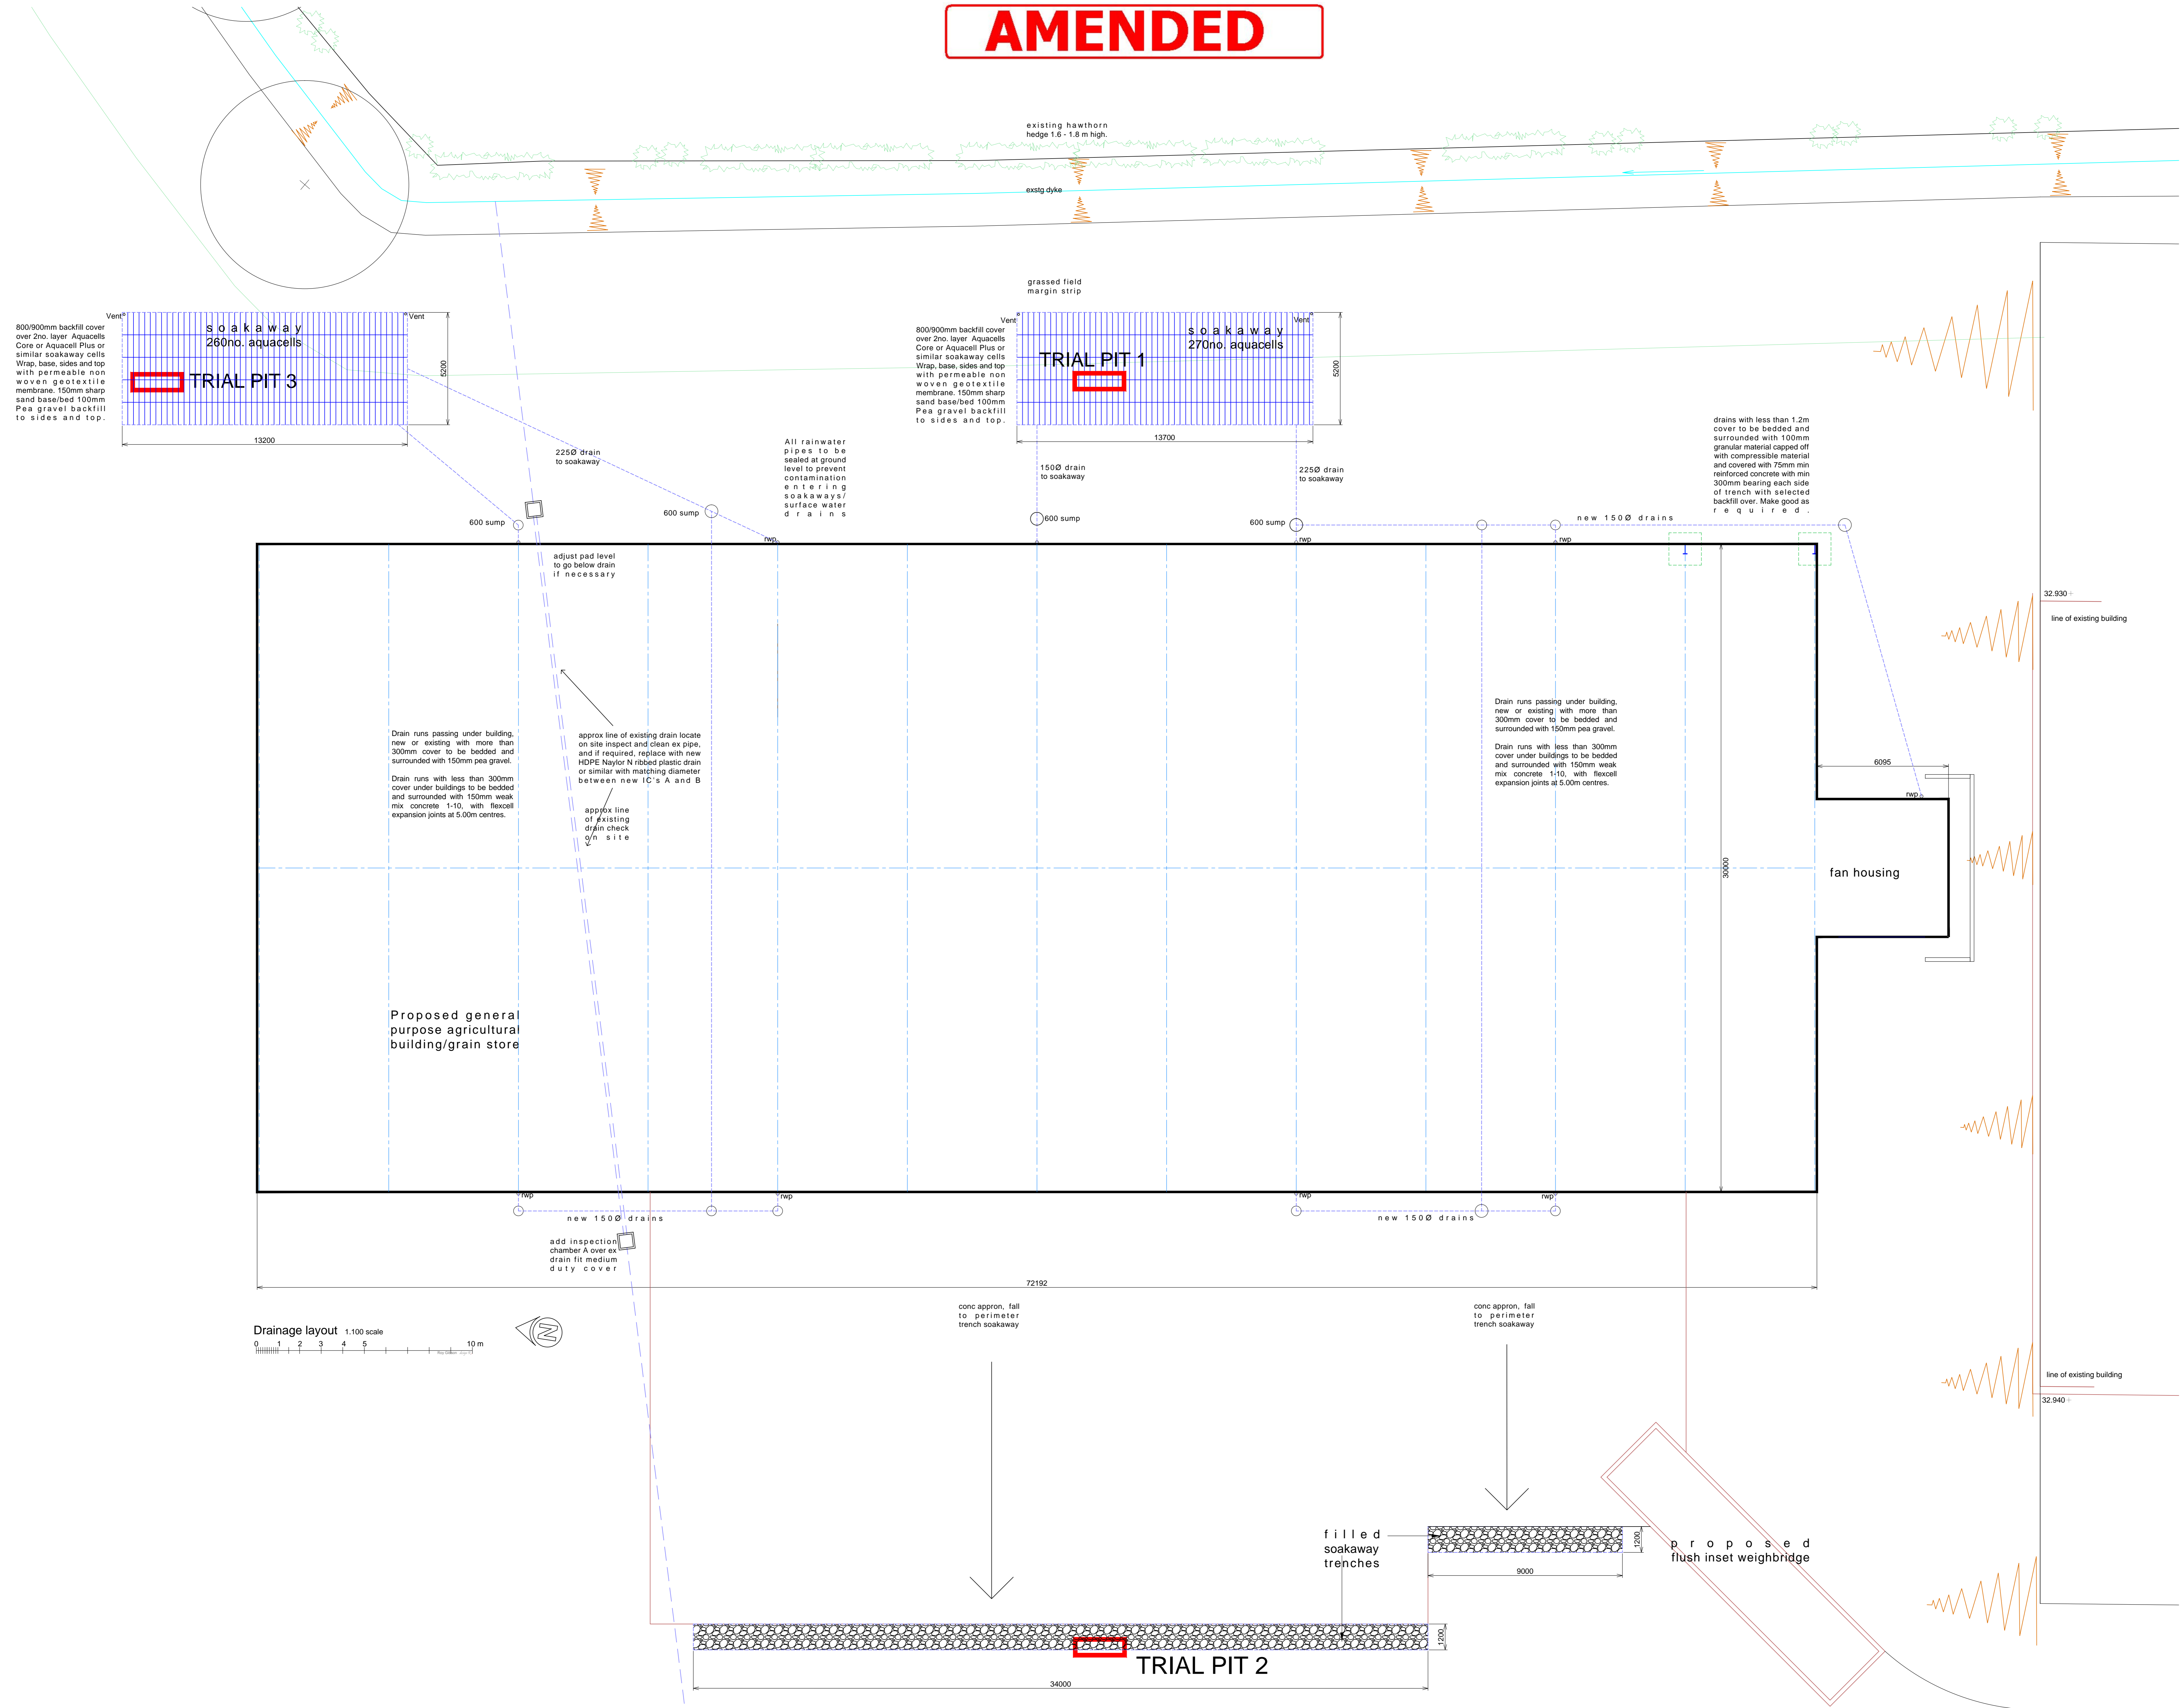 AMENDED
existing hawthorn
hedge 1.6 - 1.8 m high.
exstg dyke
grassed field
margin strip
Vent
Vent
soakaway
260no. aquacells
TRIAL PIT 3
5200
13200
800/900mm backfill cover
over 2no. layer Aquacells
Core or Aquacell Plus or
similar soakaway cells
Wrap, base, sides and top
with permeable non
woven geotextile
membrane. 150mm sharp
sand base/bed 100mm
Pea gravel backfill
to sides and top.
Vent
Vent
soakaway
270no. aquacells
TRIAL PIT 1
5200
13700
800/900mm backfill cover
over 2no. layer Aquacells
Core or Aquacell Plus or
similar soakaway cells
Wrap, base, sides and top
with permeable non
woven geotextile
membrane. 150mm sharp
sand base/bed 100mm
Pea gravel backfill
to sides and top.
225Ø drain
to soakaway
All rainwater
pipes to be
sealed at ground
level to prevent
contamination
entering
soakaways/
surface water
drains
150Ø drain
to soakaway
225Ø drain
to soakaway
drains with less than 1.2m
cover to be bedded and
surrounded with 100mm
granular material capped off
with compressible material
and covered with 75mm min
reinforced concrete with min
300mm bearing each side
of trench with selected
backfill over. Make good as
required.
600 sump
600 sump
600 sump
600 sump
new 150Ø drains
rwp
rwp
rwp
adjust pad level
to go below drain
if necessary
32.930
line of existing building
Drain runs passing under building,
new or existing with more than
300mm cover to be bedded and
surrounded with 150mm pea gravel.
Drain runs with less than 300mm
cover under buildings to be bedded
and surrounded with 150mm weak
mix concrete 1-10, with flexcell
expansion joints at 5.00m centres.
approx line of existing drain locate
on site inspect and clean ex pipe,
and if required, replace with new
HDPE Naylor N ribbed plastic drain
or similar with matching diameter
between new IC's A and B
approx line
of existing
drain check
on site
Drain runs passing under building,
new or existing with more than
300mm cover to be bedded and
surrounded with 150mm pea gravel.
Drain runs with less than 300mm
cover under buildings to be bedded
and surrounded with 150mm weak
mix concrete 1-10, with flexcell
expansion joints at 5.00m centres.
6095
rwp
30000
fan housing
Proposed general
purpose agricultural
building/grain store
rwp
rwp
rwp
rwp
new 150Ø drains
new 150Ø drains
add inspection
chamber A over ex
drain fit medium
duty cover
72192
conc appron, fall
to perimeter
trench soakaway
conc appron, fall
to perimeter
trench soakaway
Drainage layout 1.100 scale
0 1 2 3 4 5 10 m
N
line of existing building
32.940
filled
soakaway
trenches
1200
9000
proposed
flush inset weighbridge
1200
TRIAL PIT 2
34000